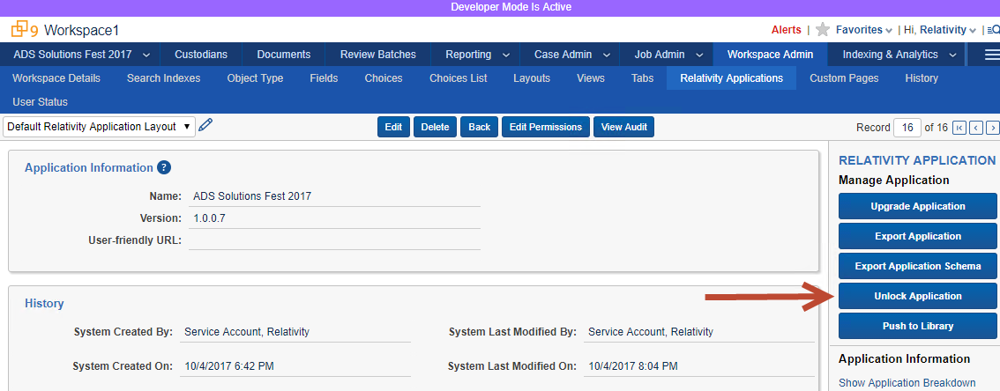 Developer Mode Is Active
9 Workspace1
Alerts | Favorites | Hi, Relativity |
ADS Solutions Fest 2017 Custodians Documents Review Batches Reporting Case Admin Job Admin Workspace Admin Indexing & Analytics
Workspace Details Search Indexes Object Type Fields Choices Choices List Layouts Views Tabs Relativity Applications Custom Pages History
User Status
Default Relativity Application Layout Edit Delete Back Edit Permissions View Audit Record 16 of 16
Application Information ?
Name: ADS Solutions Fest 2017
Version: 1.0.0.7
User-friendly URL:
History
System Created By: Service Account, Relativity System Last Modified By: Service Account, Relativity
System Created On: 10/4/2017 6:42 PM System Last Modified On: 10/4/2017 8:04 PM
RELATIVITY APPLICATION
Manage Application
Upgrade Application
Export Application
Export Application Schema
Unlock Application
Push to Library
Application Information
Show Application Breakdown